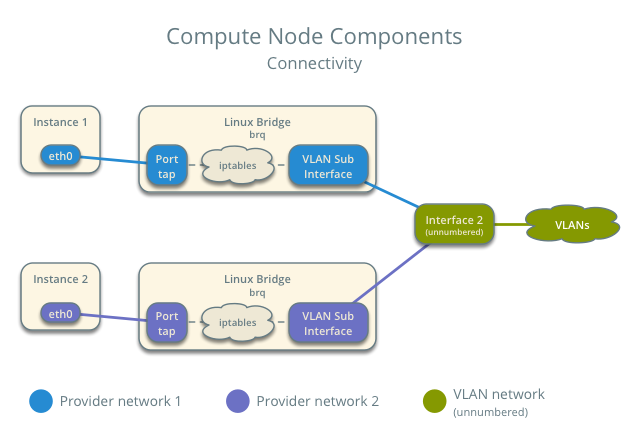 Compute Node Components
Connectivity
Instance 1
eth0
Linux Bridge
brq
Port
tap
iptables
VLAN Sub
Interface
Interface 2
(unnumbered)
VLANs
Instance 2
eth0
Linux Bridge
brq
Port
tap
iptables
VLAN Sub
Interface
Provider network 1
Provider network 2
VLAN network
(unnumbered)